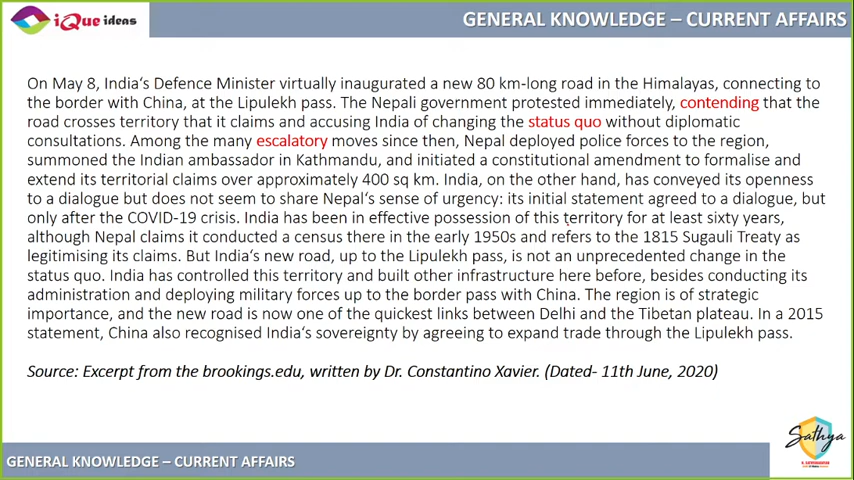 iQue ideas
GENERAL KNOWLEDGE – CURRENT AFFAIRS
On May 8, India‘s Defence Minister virtually inaugurated a new 80 km-long road in the Himalayas, connecting to
the border with China, at the Lipulekh pass. The Nepali government protested immediately, contending that the
road crosses territory that it claims and accusing India of changing the status quo without diplomatic
consultations. Among the many escalatory moves since then, Nepal deployed police forces to the region,
summoned the Indian ambassador in Kathmandu, and initiated a constitutional amendment to formalise and
extend its territorial claims over approximately 400 sq km. India, on the other hand, has conveyed its openness
to a dialogue but does not seem to share Nepal‘s sense of urgency: its initial statement agreed to a dialogue, but
only after the COVID-19 crisis. India has been in effective possession of this territory for at least sixty years,
although Nepal claims it conducted a census there in the early 1950s and refers to the 1815 Sugauli Treaty as
legitimising its claims. But India‘s new road, up to the Lipulekh pass, is not an unprecedented change in the
status quo. India has controlled this territory and built other infrastructure here before, besides conducting its
administration and deploying military forces up to the border pass with China. The region is of strategic
importance, and the new road is now one of the quickest links between Delhi and the Tibetan plateau. In a 2015
statement, China also recognised India‘s sovereignty by agreeing to expand trade through the Lipulekh pass.
Source: Excerpt from the brookings.edu, written by Dr. Constantino Xavier. (Dated- 11th June, 2020)
Sathya
GENERAL KNOWLEDGE – CURRENT AFFAIRS